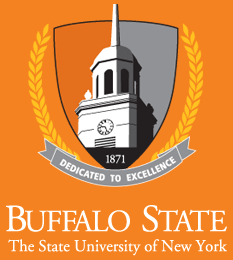 1871
DEDICATED TO EXCELLENCE
BUFFALO STATE
The State University of New York